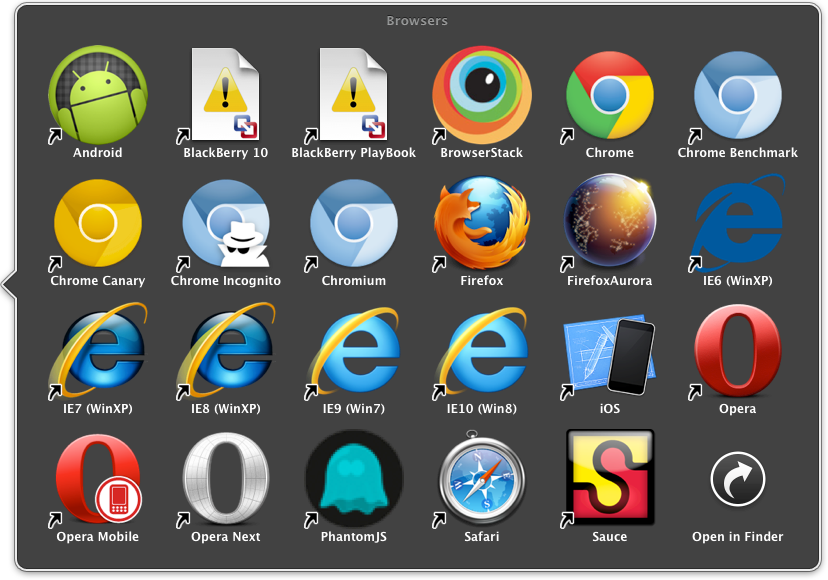 Browsers
Android BlackBerry 10 BlackBerry PlayBook BrowserStack Chrome Chrome Benchmark
Chrome Canary Chrome Incognito Chromium Firefox FirefoxAurora IE6 (WinXP)
IE7 (WinXP) IE8 (WinXP) IE9 (Win7) IE10 (Win8) iOS Opera
Opera Mobile Opera Next PhantomJS Safari Sauce Open in Finder